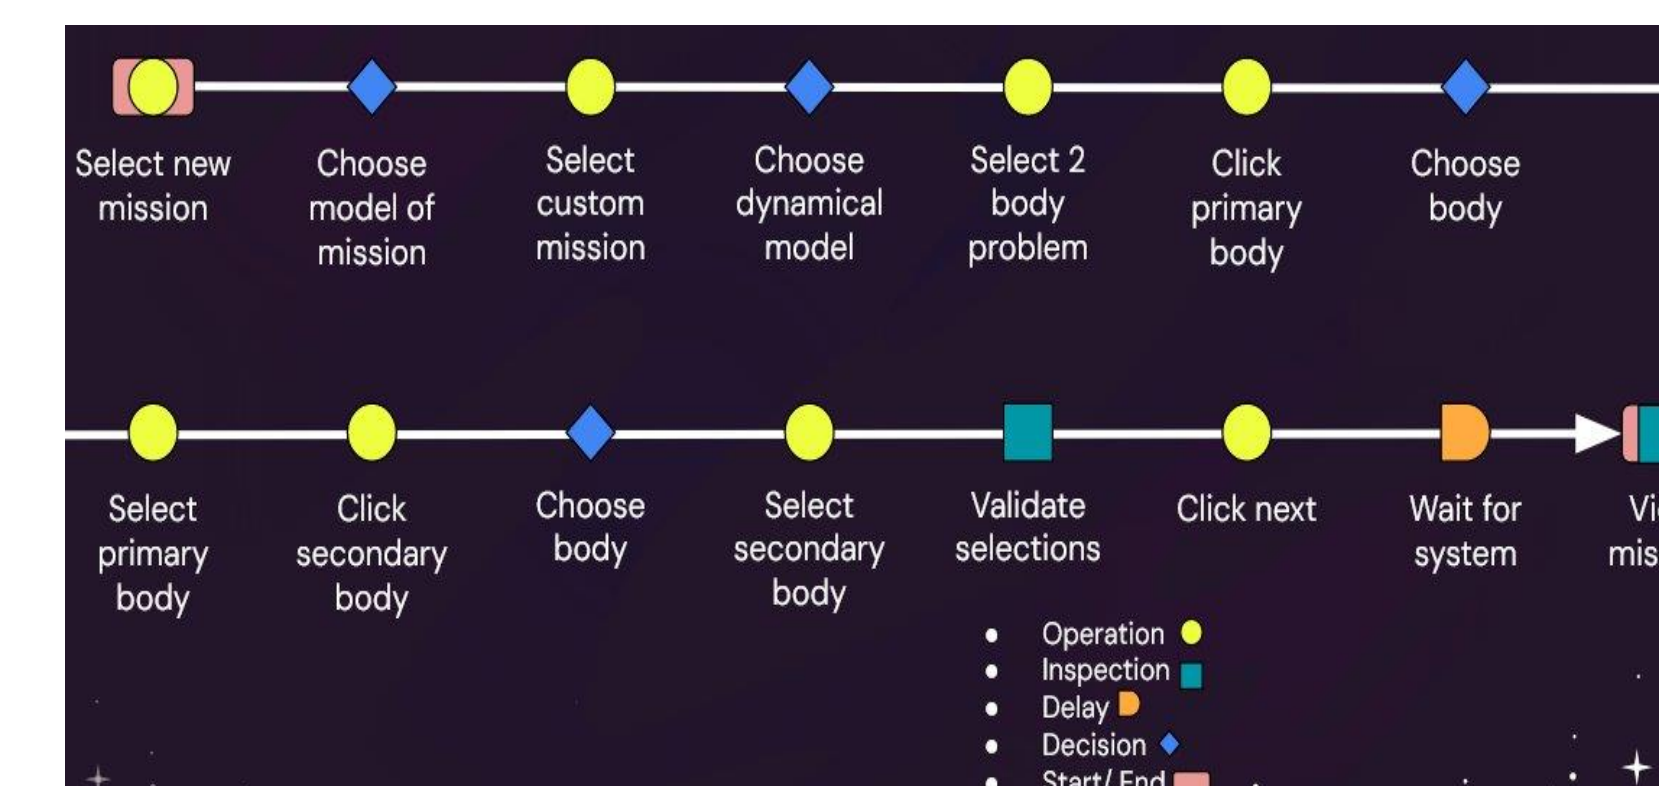 Select new
mission
Choose
model of
mission
Select
custom
mission
Choose
dynamical
model
Select 2
body
problem
Click
primary
body
Choose
body
Select
primary
body
Click
secondary
body
Choose
body
Select
secondary
body
Validate
selections
Click next
Wait for
system
Operation
Inspection
Delay
Decision
Start/ End